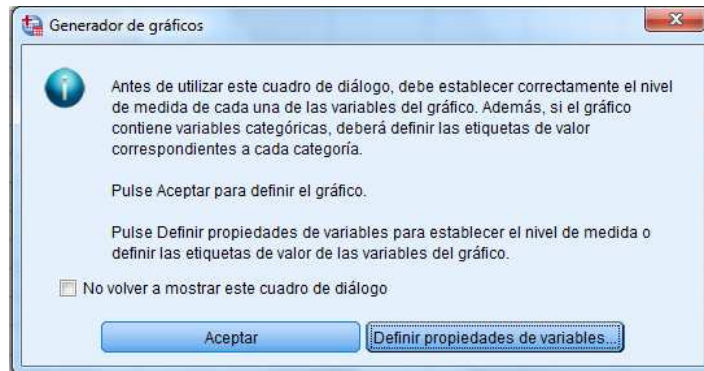 Generador de gráficos
Antes de utilizar este cuadro de diálogo, debe establecer correctamente el nivel
de medida de cada una de las variables del gráfico. Además, si el gráfico
contiene variables categóricas, deberá definir las etiquetas de valor
correspondientes a cada categoría.
Pulse Aceptar para definir el gráfico.
Pulse Definir propiedades de variables para establecer el nivel de medida o
definir las etiquetas de valor de las variables del gráfico.
No volver a mostrar este cuadro de diálogo
Aceptar
Definir propiedades de variables...